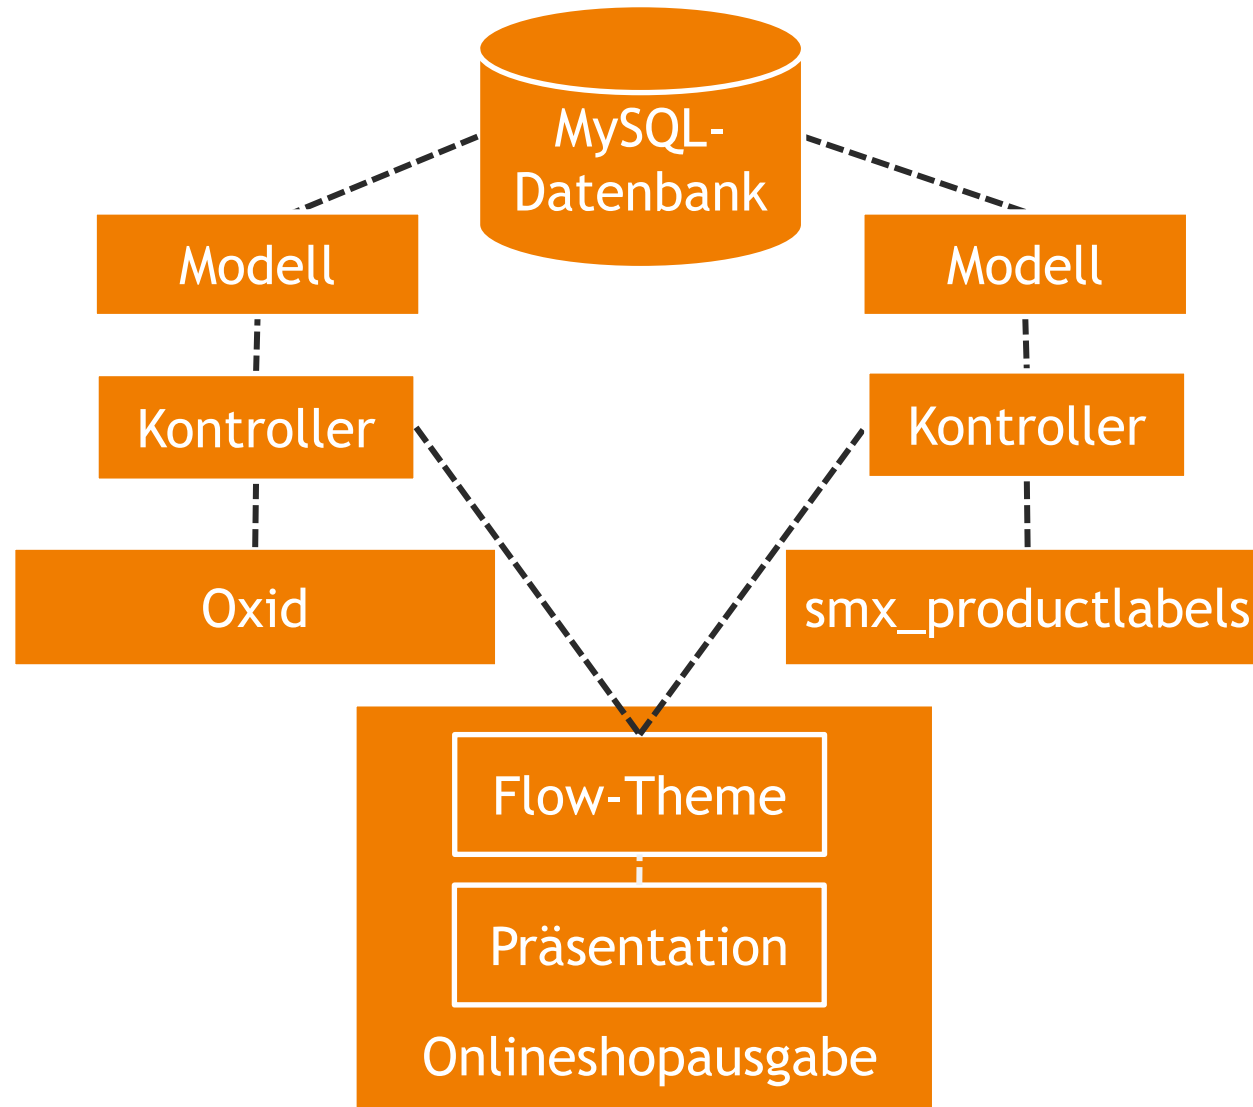 MySQL-
Datenbank
Modell
Modell
Kontroller
Kontroller
Oxid
smx_productlabels
Flow-Theme
Präsentation
Onlineshopausgabe